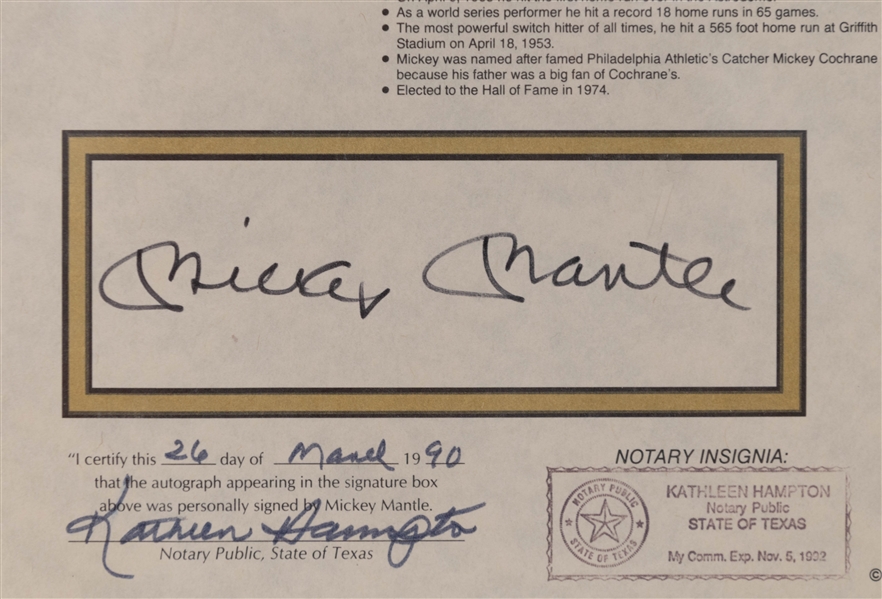 • As a world series performer he hit a record 18 home runs in 65 games.
• The most powerful switch hitter of all times, he hit a 565 foot home run at Griffith
Stadium on April 18, 1953.
• Mickey was named after famed Philadelphia Athletic's Catcher Mickey Cochrane
because his father was a big fan of Cochrane's.
• Elected to the Hall of Fame in 1974.
Mickey Mantle
"I certify this 26 day of March 1990
that the autograph appearing in the signature box
above was personally signed by Mickey Mantle.
Kathleen Hampton
Notary Public, State of Texas
NOTARY INSIGNIA:
NOTARY PUBLIC
STATE OF TEXAS
KATHLEEN HAMPTON
Notary Public
STATE OF TEXAS
My Comm. Exp. Nov. 5, 1992
©